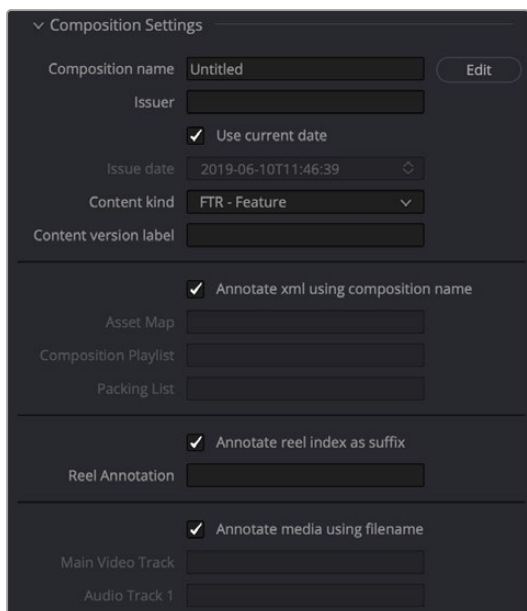 Composition Settings
Composition name Untitled Edit
Issuer
Use current date
Issue date 2019-06-10T11:46:39
Content kind FTR - Feature
Content version label
Annotate xml using composition name
Asset Map
Composition Playlist
Packing List
Annotate reel index as suffix
Reel Annotation
Annotate media using filename
Main Video Track
Audio Track 1